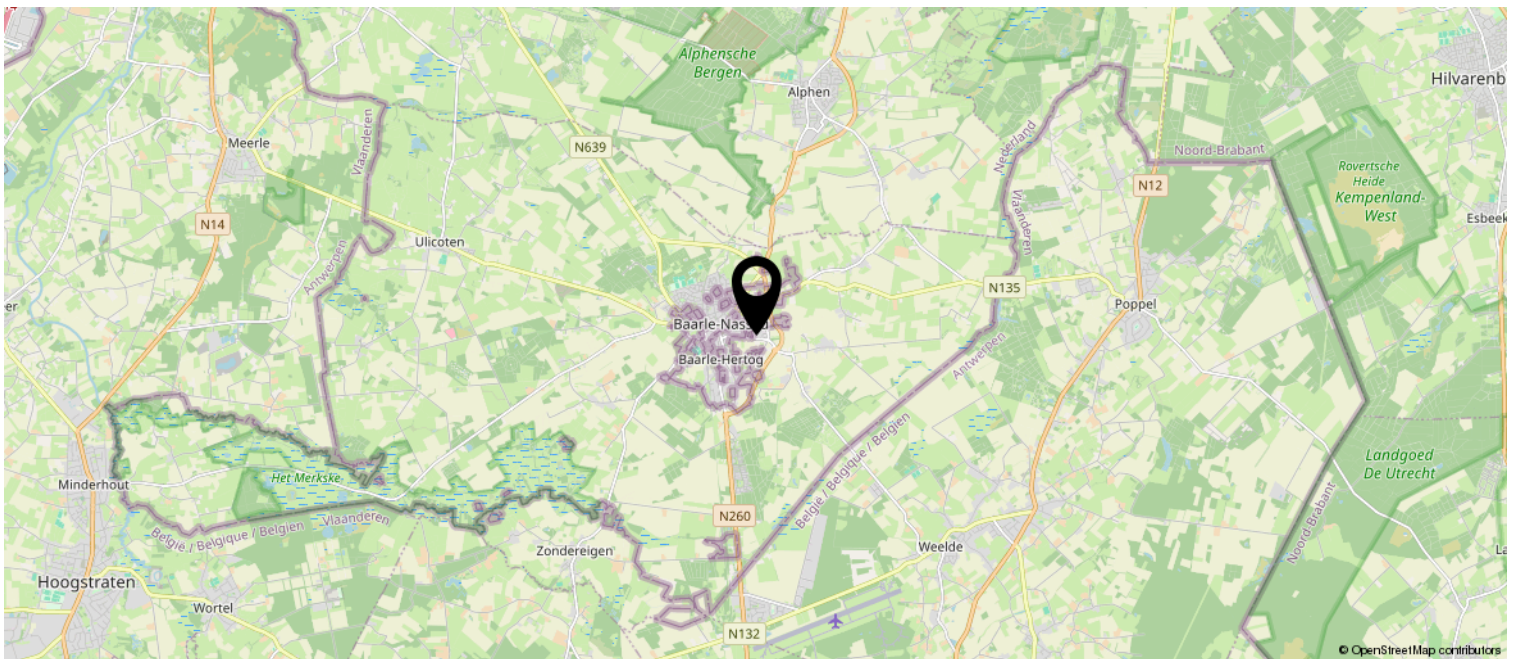 Alphensche
Bergen
Alphen
Hilvarenb
Meerle
N639
Vlaanderen
Nederland
Noord-Brabant
Rovertsche
Heide
Kempenland-
West
N12
Esbeek
N14
Ulicoten
Vlaanderen
Antwerpen
N135
Poppel
Baarle-Nassau
Baarle-Hertog
Antwerpen
België / Belgique / Belgien
Landgoed
De Utrecht
Minderhout
Het Merkske
Noord-Brabant
N260
België / Belgique / Belgien
Vlaanderen
Zondereigen
Weelde
Hoogstraten
Wortel
N132
© OpenStreetMap contributors